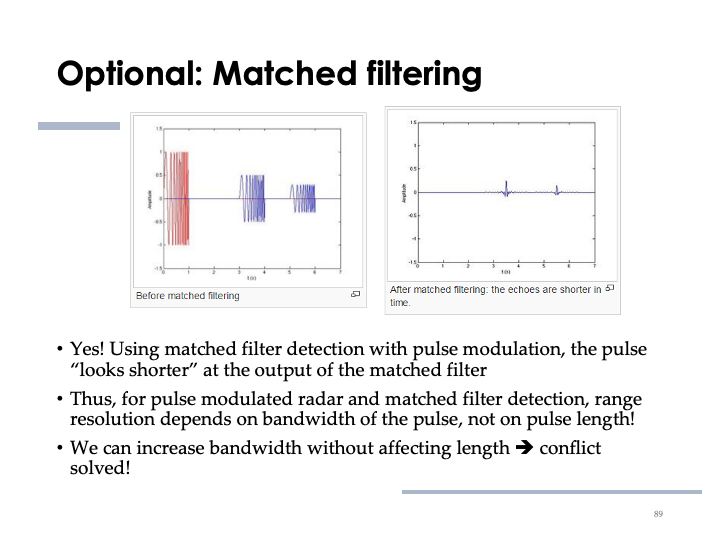 Optional: Matched filtering
1.5
1
0.5
0
-0.5
-1
-1.5
Amplitude
0 1 2 3 4 5 6 7
t (s)
Before matched filtering
1.5
1
0.5
0
-0.5
-1
-1.5
Amplitude
0 1 2 3 4 5 6 7
t (s)
After matched filtering: the echoes are shorter in
time.
• Yes! Using matched filter detection with pulse modulation, the pulse
“looks shorter” at the output of the matched filter
• Thus, for pulse modulated radar and matched filter detection, range
resolution depends on bandwidth of the pulse, not on pulse length!
• We can increase bandwidth without affecting length ➔ conflict
solved!
89